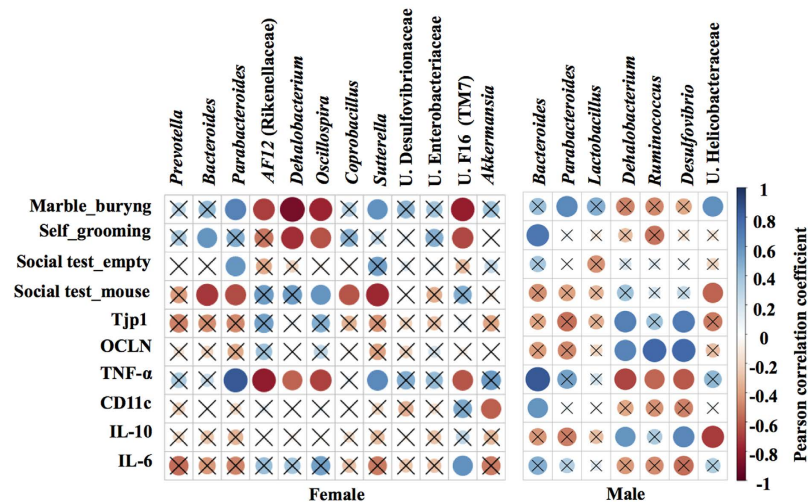 Prevotella
Bacteroides
Parabacteroides
AF12 (Rikenellaceae)
Dehalobacterium
Oscillospira
Coprobacillus
Sutterella
U. Desulfovibrionaceae
U. Enterobacteriaceae
U. F16 (TM7)
Akkermansia
Bacteroides
Parabacteroides
Lactobacillus
Dehalobacterium
Ruminococcus
Desulfovibrio
U. Helicobacteraceae
Marble_buryng
Self_grooming
Social test_empty
Social test_mouse
Tjp1
OCLN
TNF-α
CD11c
IL-10
IL-6
Female
Male
1
0.8
0.6
0.4
0.2
0
-0.2
-0.4
-0.6
-0.8
-1
Pearson correlation coefficient